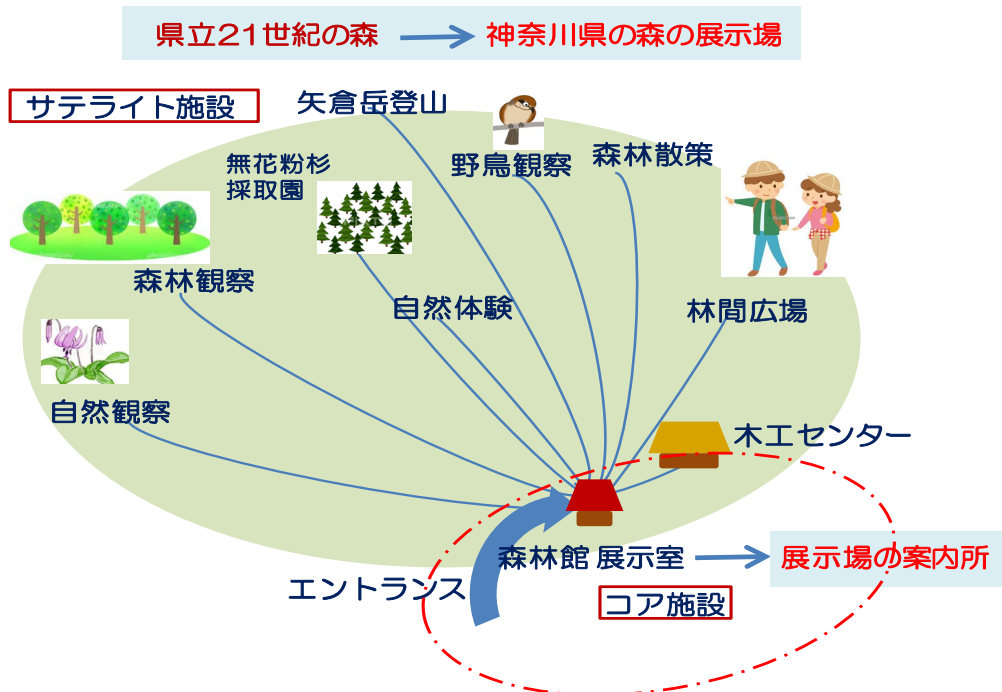 県立21世紀の森
神奈川県の森の展示場
サテライト施設
矢倉岳登山
野鳥観察
森林散策
無花粉杉
採取園
森林観察
自然体験
林間広場
自然観察
木工センター
森林館 展示室
展示場の案内所
エントランス
コア施設